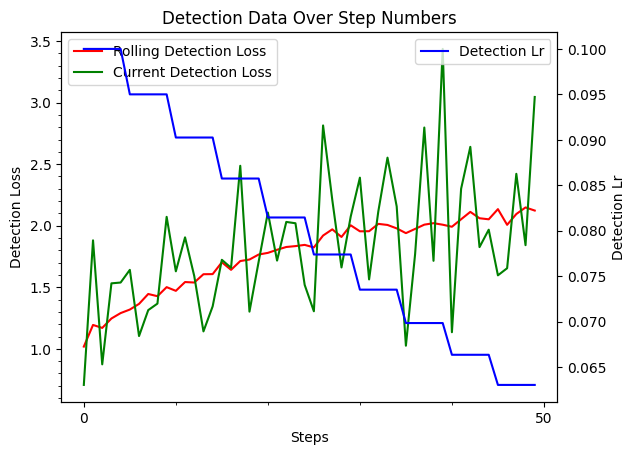 Detection Data Over Step Numbers
Rolling Detection Loss
Current Detection Loss
Detection Lr
3.5
3.0
2.5
2.0
1.5
1.0
Detection Loss
0.100
0.095
0.090
0.085
0.080
0.075
0.070
0.065
Detection Lr
0
50
Steps